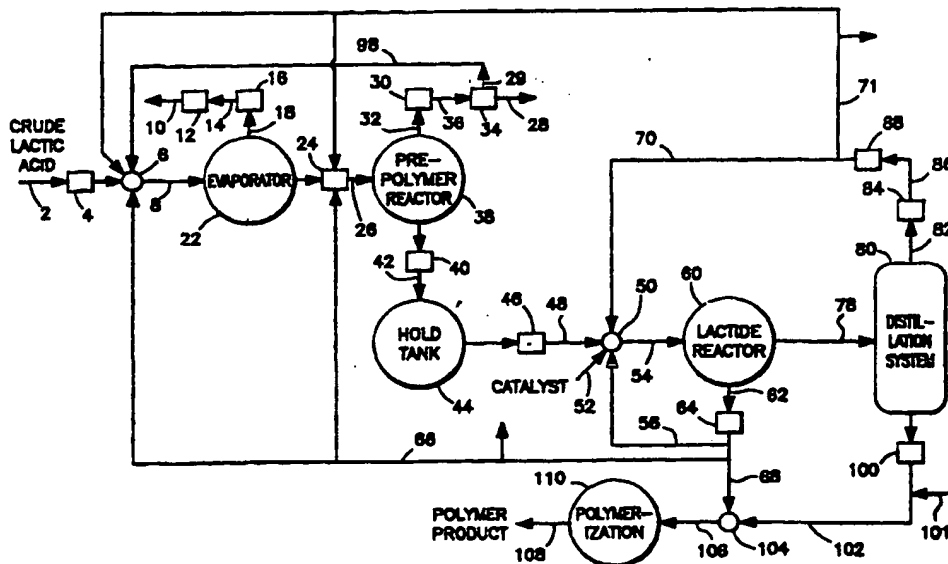 98
16
30
29
71
10
12
14
18
32
36
34
28
CRUDE
LACTIC
ACID
24
70
88
86
6
PRE-
POLYMER
REACTOR
84
EVAPORATOR
2
4
8
22
26
38
80
82
42
40
60
46
48
50
78
HOLD
TANK
LACTIDE
REACTOR
DISTIL-
LATION
SYSTEM
CATALYST
52
54
62
44
64
56
66
100
68
110
POLYMER
PRODUCT
POLYMER-
IZATION
108
106
104
102
101